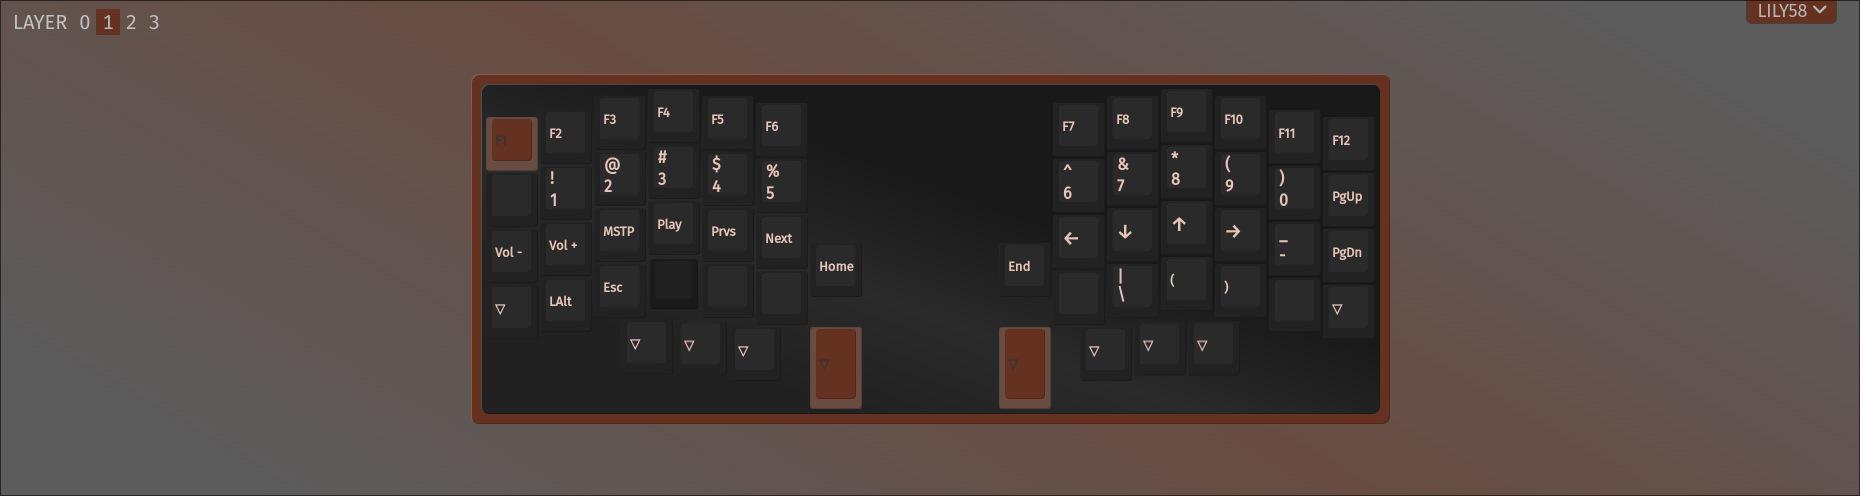 LAYER 0 1 2 3
LILY58
F1 F2 F3 F4 F5 F6 F7 F8 F9 F10 F11 F12
! @ # $ % ^ & * ( )
1 2 3 4 5 6 7 8 9 0 PgUp
Vol - Vol + MSTP Play Prvs Next ← ↓ ↑ → _ PgDn
-
Home End
▽ LAlt Esc | ( ) ▽
\
▽ ▽ ▽ ▽ ▽ ▽ ▽ ▽